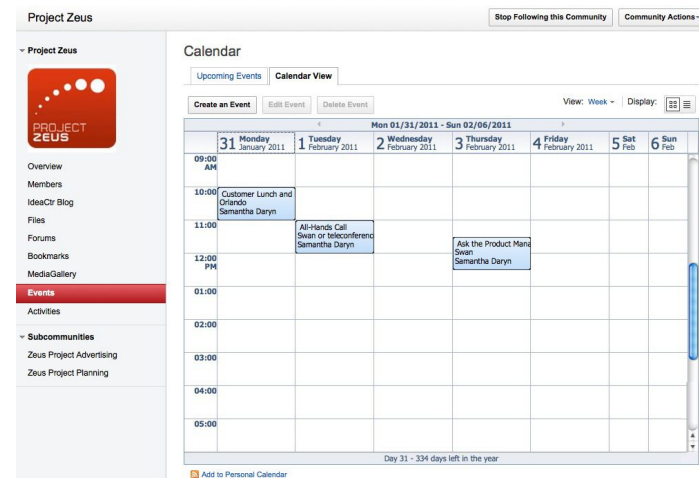 Project Zeus
Stop Following this Community
Community Actions
Project Zeus
PROJECT
ZEUS
Overview
Members
IdeaCtr Blog
Files
Forums
Bookmarks
MediaGallery
Events
Activities
Subcommunities
Zeus Project Advertising
Zeus Project Planning
Calendar
Upcoming Events
Calendar View
Create an Event
Edit Event
Delete Event
View: Week
Display:
Mon 01/31/2011 - Sun 02/06/2011
31 Monday January 2011
1 Tuesday February 2011
2 Wednesday February 2011
3 Thursday February 2011
4 Friday February 2011
5 Sat Feb
6 Sun Feb
09:00 AM
10:00
Customer Lunch and
Orlando
Samantha Daryn
11:00
All-Hands Call
Swan or teleconferenc
Samantha Daryn
Ask the Product Mana
Swan
Samantha Daryn
12:00 PM
01:00
02:00
03:00
04:00
05:00
Day 31 - 334 days left in the year
Add to Personal Calendar